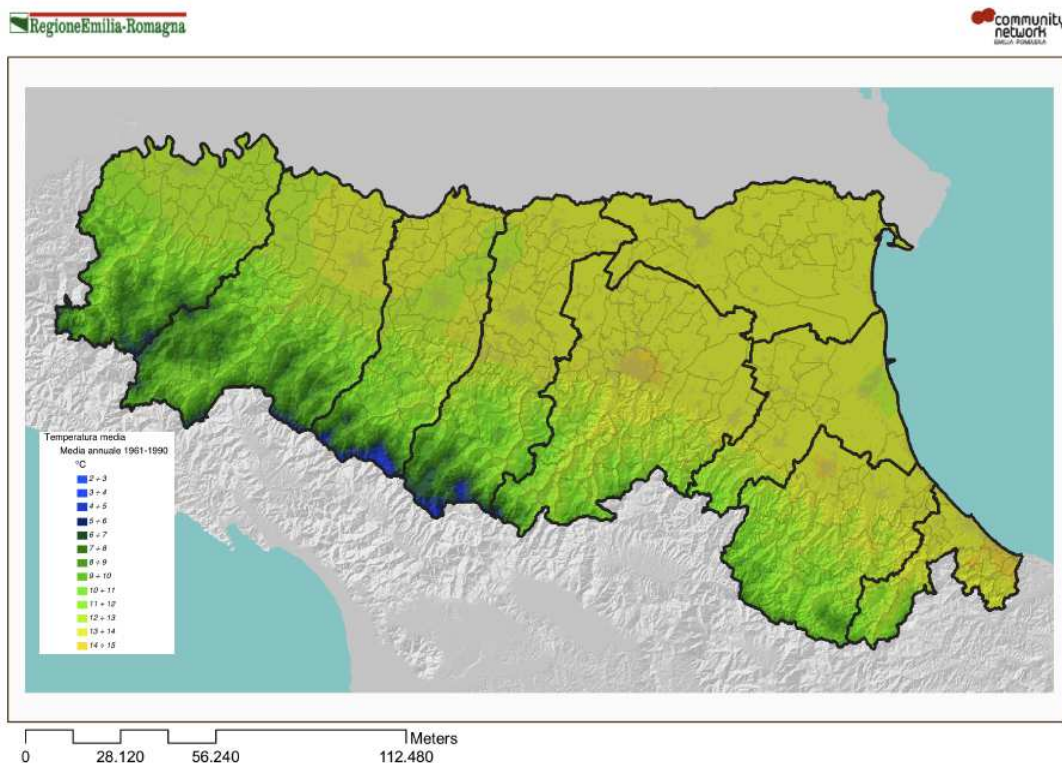 RegioneEmilia-Romagna
community
network
EMILIA ROMAGNA
Temperatura media
Media annuale 1961-1990
°C
2 ÷ 3
3 ÷ 4
4 ÷ 5
5 ÷ 6
6 ÷ 7
7 ÷ 8
8 ÷ 9
9 ÷ 10
10 ÷ 11
11 ÷ 12
12 ÷ 13
13 ÷ 14
14 ÷ 15
Meters
0 28.120 56.240 112.480